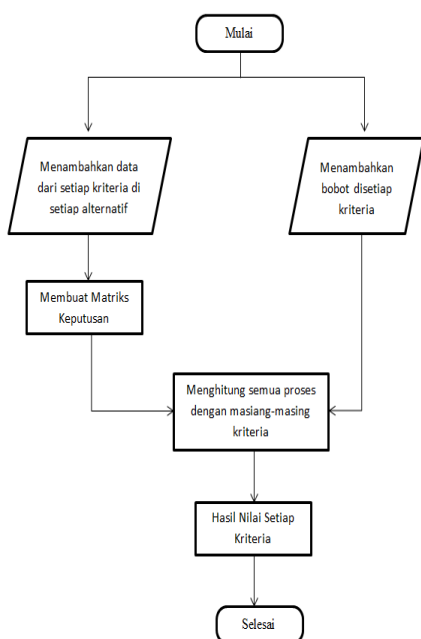 Mulai
Menambahkan data
dari setiap kriteria di
setiap alternatif
Menambahkan
bobot disetiap
kriteria
Membuat Matriks
Keputusan
Menghitung semua proses
dengan masiang-masing
kriteria
Hasil Nilai Setiap
Kriteria
Selesai